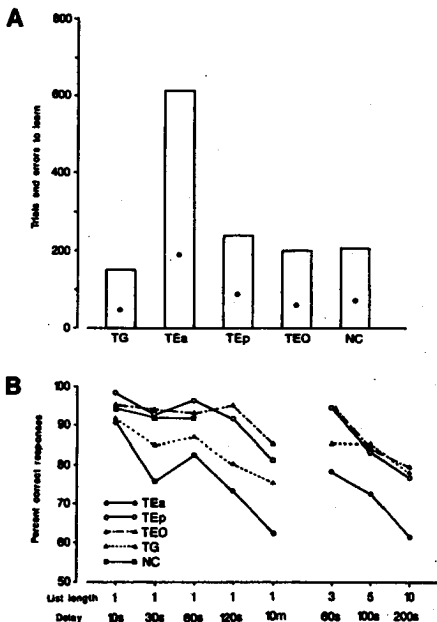 A
Trials and errors to learn
800
600
400
200
0
TG TEa TEp TEO NC
B
Percent correct responses
100
90
80
70
60
50
TEa
TEp
TEO
TG
NC
List length 1 1 1 1 1 3 5 10
Delay 10s 30s 60s 120s 10m 60s 100s 200s